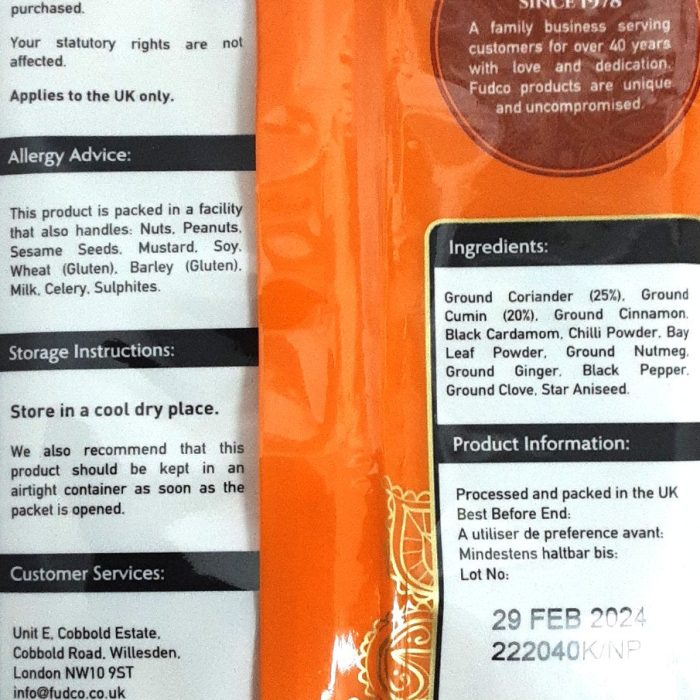 purchased.
Your statutory rights are not
affected.
Applies to the UK only.
Allergy Advice:
This product is packed in a facility
that also handles: Nuts, Peanuts,
Sesame Seeds, Mustard, Soy,
Wheat (Gluten), Barley (Gluten),
Milk, Celery, Sulphites.
Storage Instructions:
Store in a cool dry place.
We also recommend that this
product should be kept in an
airtight container as soon as the
packet is opened.
Customer Services:
Unit E, Cobbold Estate,
Cobbold Road, Willesden,
London NW10 9ST
info@fudco.co.uk
SINCE 1978
A family business serving
customers for over 40 years
with love and dedication.
Fudco products are unique
and uncompromised.
Ingredients:
Ground Coriander (25%), Ground
Cumin (20%), Ground Cinnamon,
Black Cardamom, Chilli Powder, Bay
Leaf Powder, Ground Nutmeg,
Ground Ginger, Black Pepper,
Ground Clove, Star Aniseed.
Product Information:
Processed and packed in the UK
Best Before End:
A utiliser de preference avant:
Mindestens haltbar bis:
Lot No:
29 FEB 2024
222040K/NP